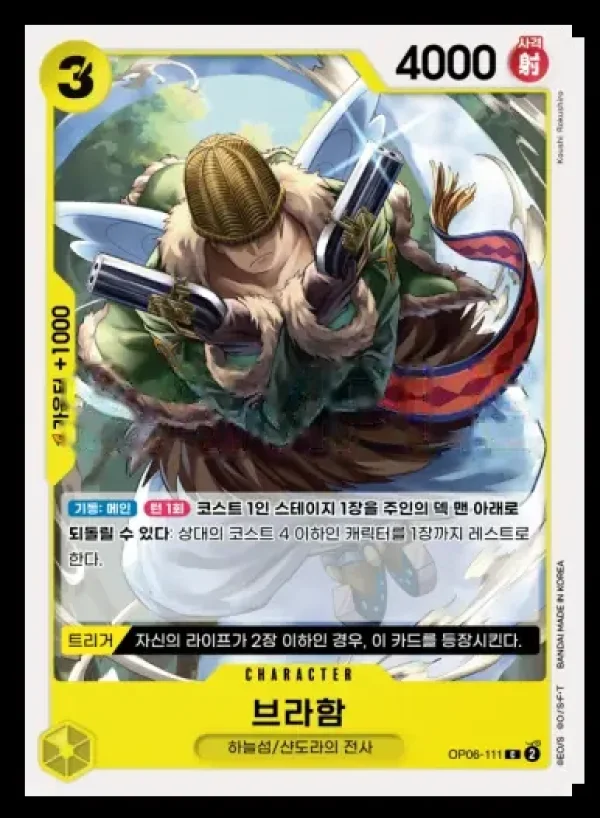 3
4000
사격
射
Koushi Rokushiro
카운터 +1000
기동: 메인 턴 1회 코스트 1인 스테이지 1장을 주인의 덱 맨 아래로
되돌릴 수 있다: 상대의 코스트 4 이하인 캐릭터를 1장까지 레스트로
한다.
트리거 자신의 라이프가 2장 이하인 경우, 이 카드를 등장시킨다.
CHARACTER
브라함
하늘섬/샨도라의 전사
OP06-111 C 2
BANDAI MADE IN KOREA
©EO/S ©O/S·F·T